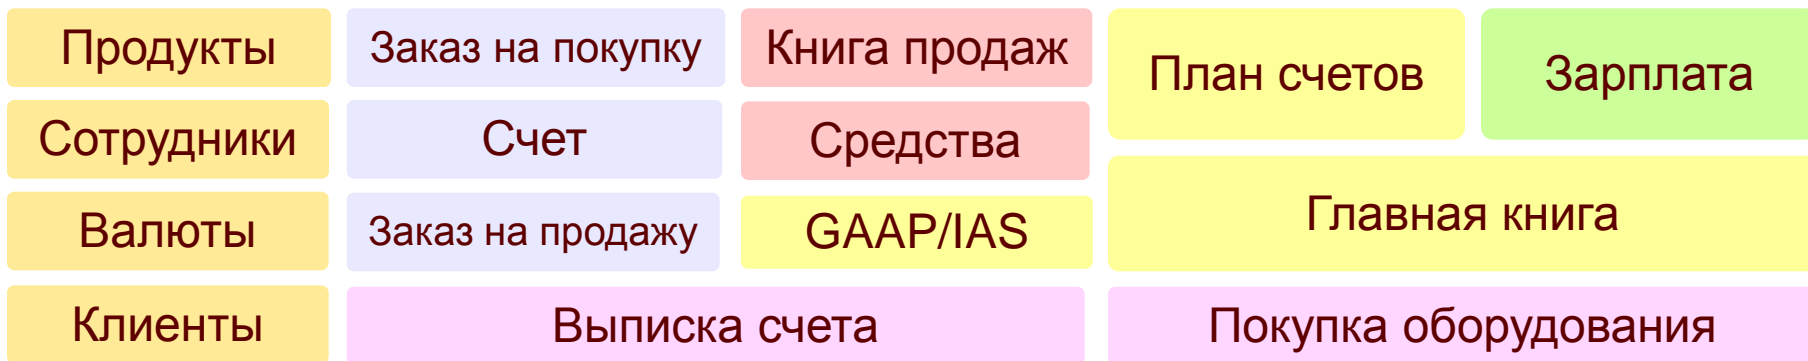 Продукты
Заказ на покупку
Книга продаж
План счетов
Зарплата
Сотрудники
Счет
Средства
Валюты
Заказ на продажу
GAAP/IAS
Главная книга
Клиенты
Выписка счета
Покупка оборудования